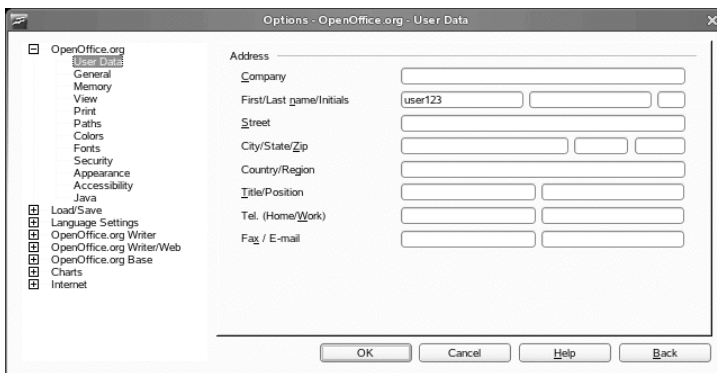 Options - OpenOffice.org - User Data
OpenOffice.org
User Data
General
Memory
View
Print
Paths
Colors
Fonts
Security
Appearance
Accessibility
Java
Load/Save
Language Settings
OpenOffice.org Writer
OpenOffice.org Writer/Web
OpenOffice.org Base
Charts
Internet
Address
Company
First/Last name/Initials user123
Street
City/State/Zip
Country/Region
Title/Position
Tel. (Home/Work)
Fax / E-mail
OK Cancel Help Back